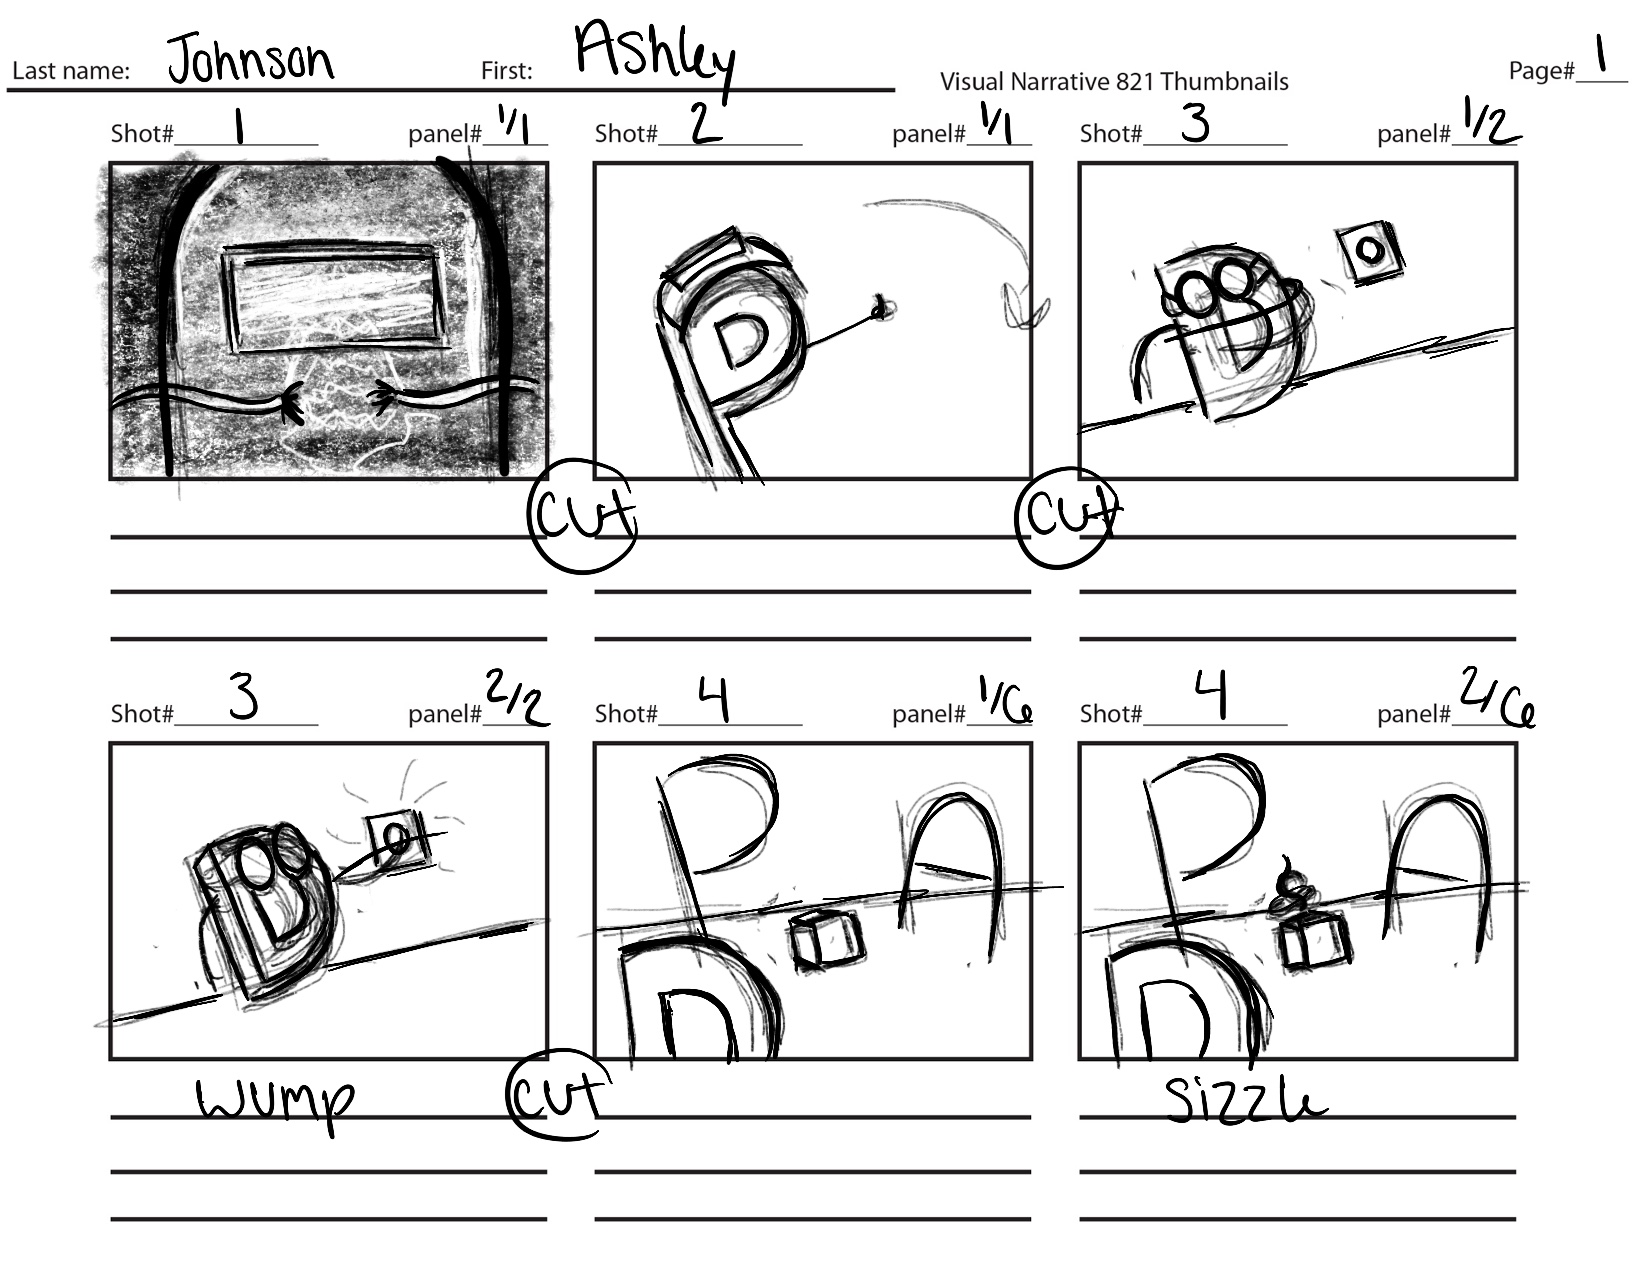 Last name: Johnson First: Ashley Visual Narrative 821 Thumbnails Page# 1
Shot# 1 panel# 1/1 Shot# 2 panel# 1/1 Shot# 3 panel# 1/2
P
B
cut cut
Shot# 3 panel# 2/2 Shot# 4 panel# 1/6 Shot# 4 panel# 2/6
P A P A
B
D D
wump cut sizzle